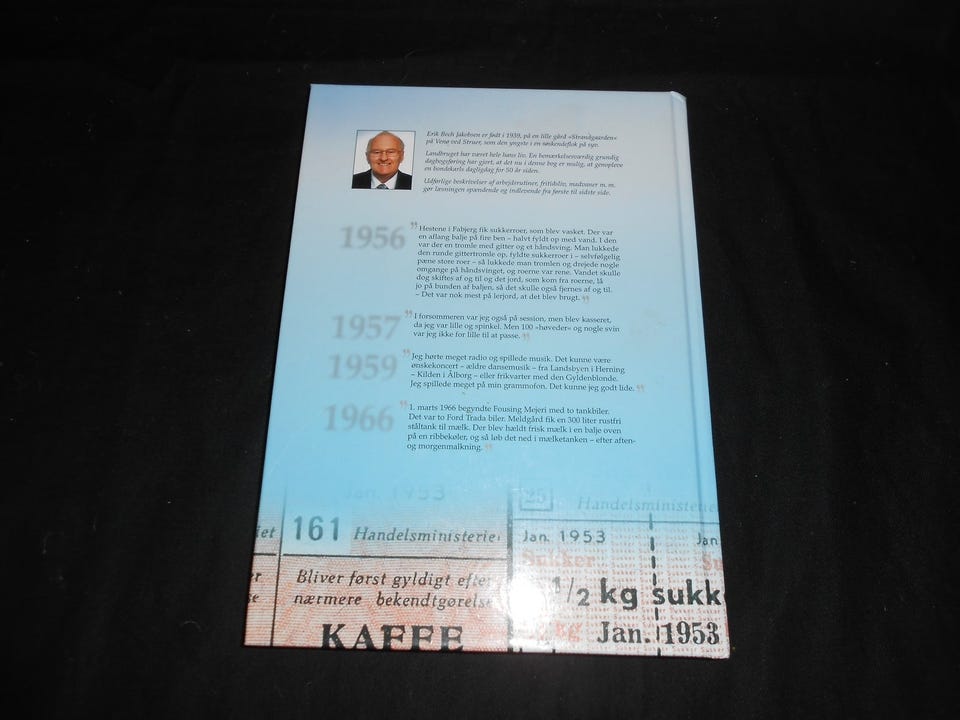 Erik Bech Jakobsen er født i 1939, på en lille gård »Strandgaarden«
på Venø ved Struer, som den yngste i en søskendeflok på syv.
Landbruget har været hele hans liv. En bemærkelsesværdig grundig
dagbogsføring har gjort, at det nu i denne bog er mulig, at genopleve
en bondekarls dagligdag for 50 år siden.
Udførlige beskrivelser af arbejdsrutiner, fritidsliv, madvaner m. m.
gør læsningen spændende og indlevende fra første til sidste side.
1956
”Hestene i Fabjerg fik sukkerroer, som blev vasket. Der var
en aflang balje på fire ben – halvt fyldt op med vand. I den
var der en tromle med gitter og et håndsving. Man lukkede
den runde gittertromle op, fyldte sukkerroer i – selvfølgelig
pæne store roer – så lukkede man tromlen og drejede nogle
omgange på håndsvinget, og roerne var rene. Vandet skulle
dog skiftes af og til og det jord, som kom fra roerne, lå
jo på bunden af baljen, så det skulle også fjernes af og til.
– Det var nok mest på lerjord, at det blev brugt.”
1957
”I forsommeren var jeg også på session, men blev kasseret,
da jeg var lille og spinkel. Men 100 »høveder« og nogle svin
var jeg ikke for lille til at passe.”
1959
”Jeg hørte meget radio og spillede musik. Det kunne være
ønskekoncert – ældre dansemusik – fra Landsbyen i Herning
– Kilden i Ålborg – eller frikvarter med den Gyldenblonde.
Jeg spillede meget på min grammofon. Det kunne jeg godt lide.”
1966
”1. marts 1966 begyndte Fousing Mejeri med to tankbiler.
Det var to Ford Trada biler. Meldgård fik en 300 liter rustfri
ståltank til mælk. Der blev hældt frisk mælk i en balje oven
på en ribbekøler, og så løb det ned i mælketanken – efter aften-
og morgenmalkning.”
Jan. 1953
25 Handelsministeriet
iet 161 Handelsministerie Jan. 1953 Jan
Sukker Su
Bliver først gyldigt efter
nærmere bekendtgørelse
1/2 kg sukk
KAFFE
Jan. 1953